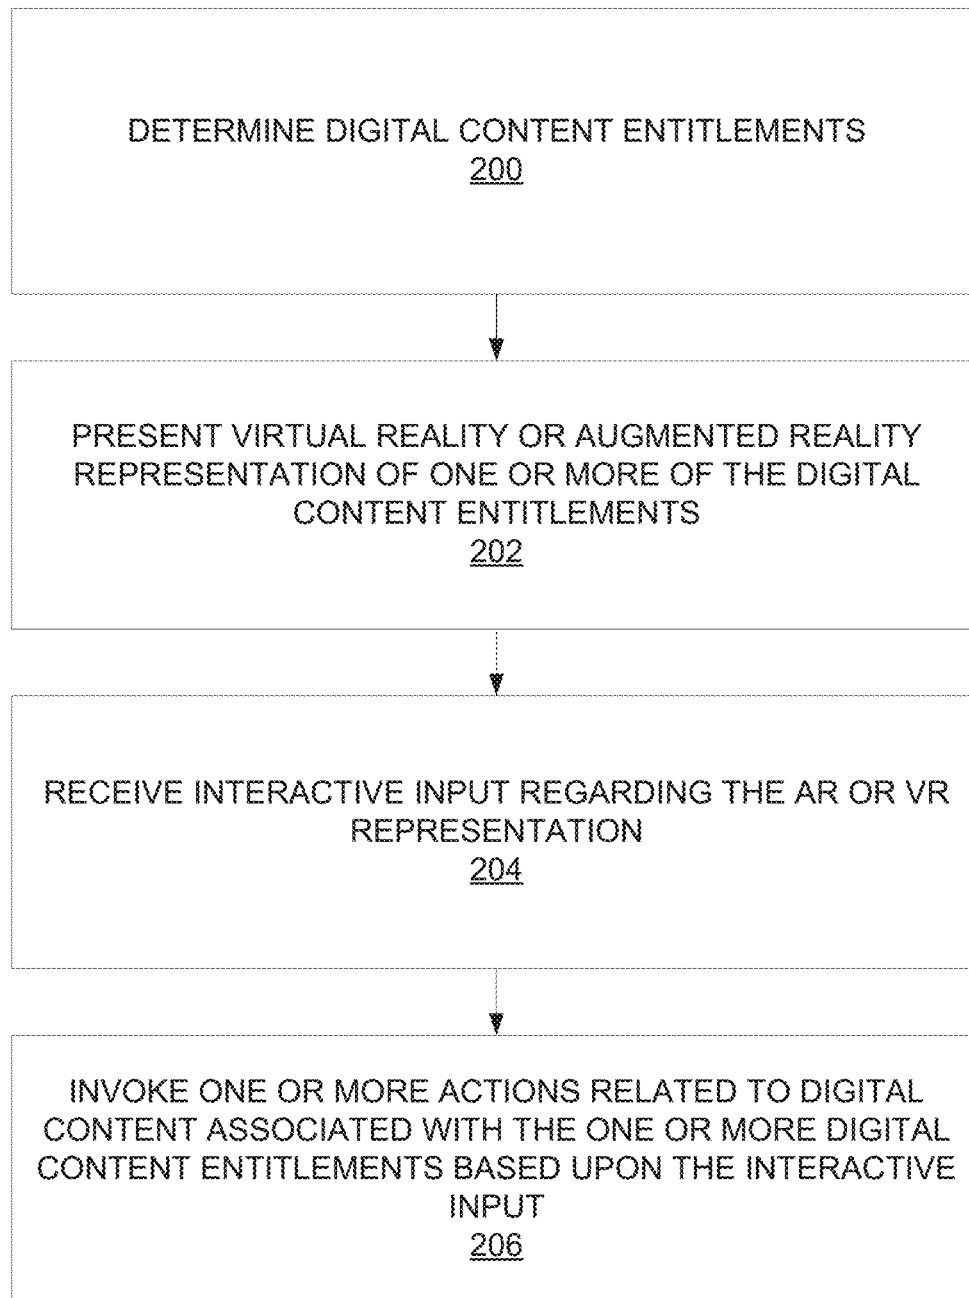 DETERMINE DIGITAL CONTENT ENTITLEMENTS
200
PRESENT VIRTUAL REALITY OR AUGMENTED REALITY
REPRESENTATION OF ONE OR MORE OF THE DIGITAL
CONTENT ENTITLEMENTS
202
RECEIVE INTERACTIVE INPUT REGARDING THE AR OR VR
REPRESENTATION
204
INVOKE ONE OR MORE ACTIONS RELATED TO DIGITAL
CONTENT ASSOCIATED WITH THE ONE OR MORE DIGITAL
CONTENT ENTITLEMENTS BASED UPON THE INTERACTIVE
INPUT
206